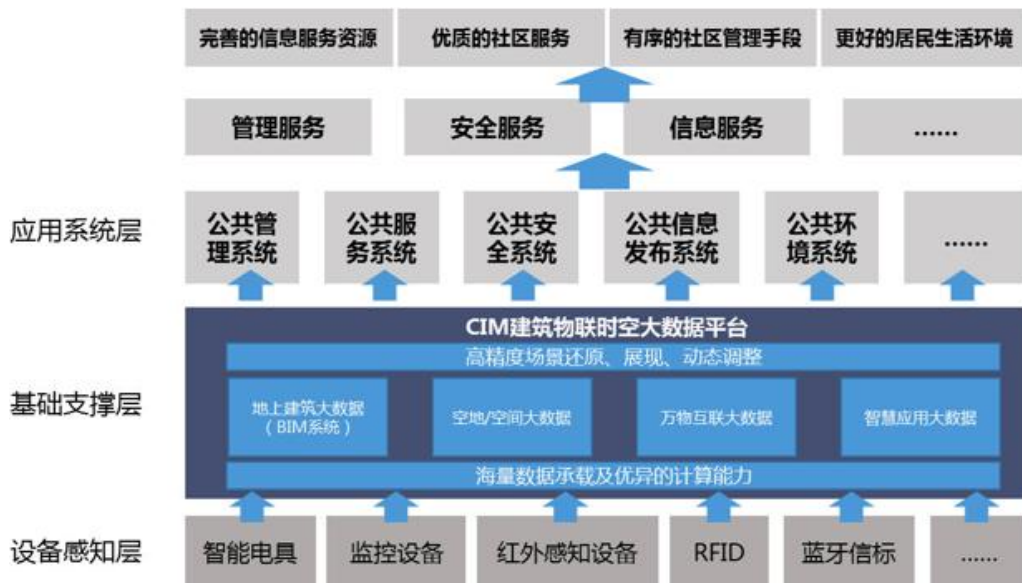 完善的信息服务资源
优质的社区服务
有序的社区管理手段
更好的居民生活环境
管理服务
安全服务
信息服务
......
应用系统层
公共管
理系统
公共服
务系统
公共安
全系统
公共信息
发布系统
公共环
境系统
......
CIM建筑物联时空大数据平台
高精度场景还原、展现、动态调整
基础支撑层
地上建筑大数据
（BIM系统）
空地/空间大数据
万物互联大数据
智慧应用大数据
海量数据承载及优异的计算能力
设备感知层
智能电具
监控设备
红外感知设备
RFID
蓝牙信标
......